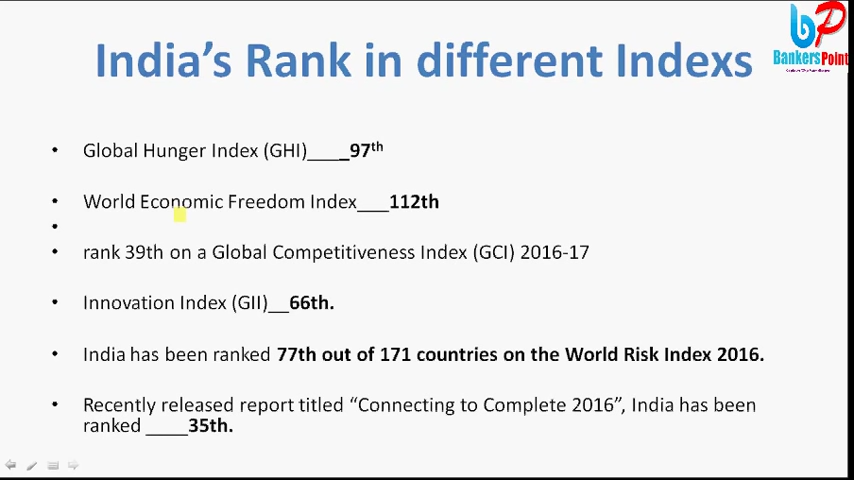 India's Rank in different Indexs
BankersPoint
• Global Hunger Index (GHI)_____97th
• World Economic Freedom Index___112th
•
• rank 39th on a Global Competitiveness Index (GCI) 2016-17
• Innovation Index (GII)__66th.
• India has been ranked 77th out of 171 countries on the World Risk Index 2016.
• Recently released report titled “Connecting to Complete 2016”, India has been
ranked ____35th.